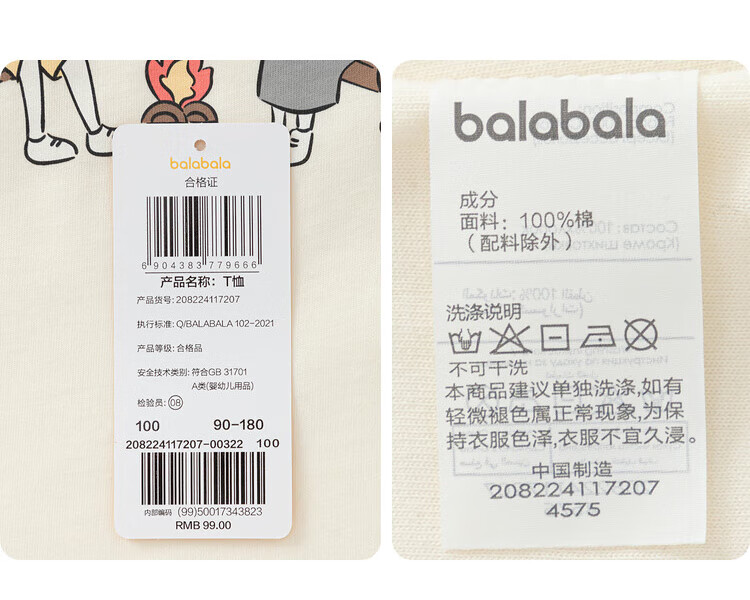 balabala
合格证
6 904383 779666
产品名称：T恤
产品货号：208224117207
执行标准：Q/BALABALA 102-2021
产品等级：合格品
安全技术类别：符合GB 31701
A类(婴幼儿用品)
检验员：08
100 90-180
208224117207-00322 100
内部编码 (99)50017343823
RMB 99.00
balabala
成分
面料：100%棉
（配料除外）
洗涤说明
不可干洗
本商品建议单独洗涤,如有
轻微褪色属正常现象,为保
持衣服色泽,衣服不宜久浸。
中国制造
208224117207
4575